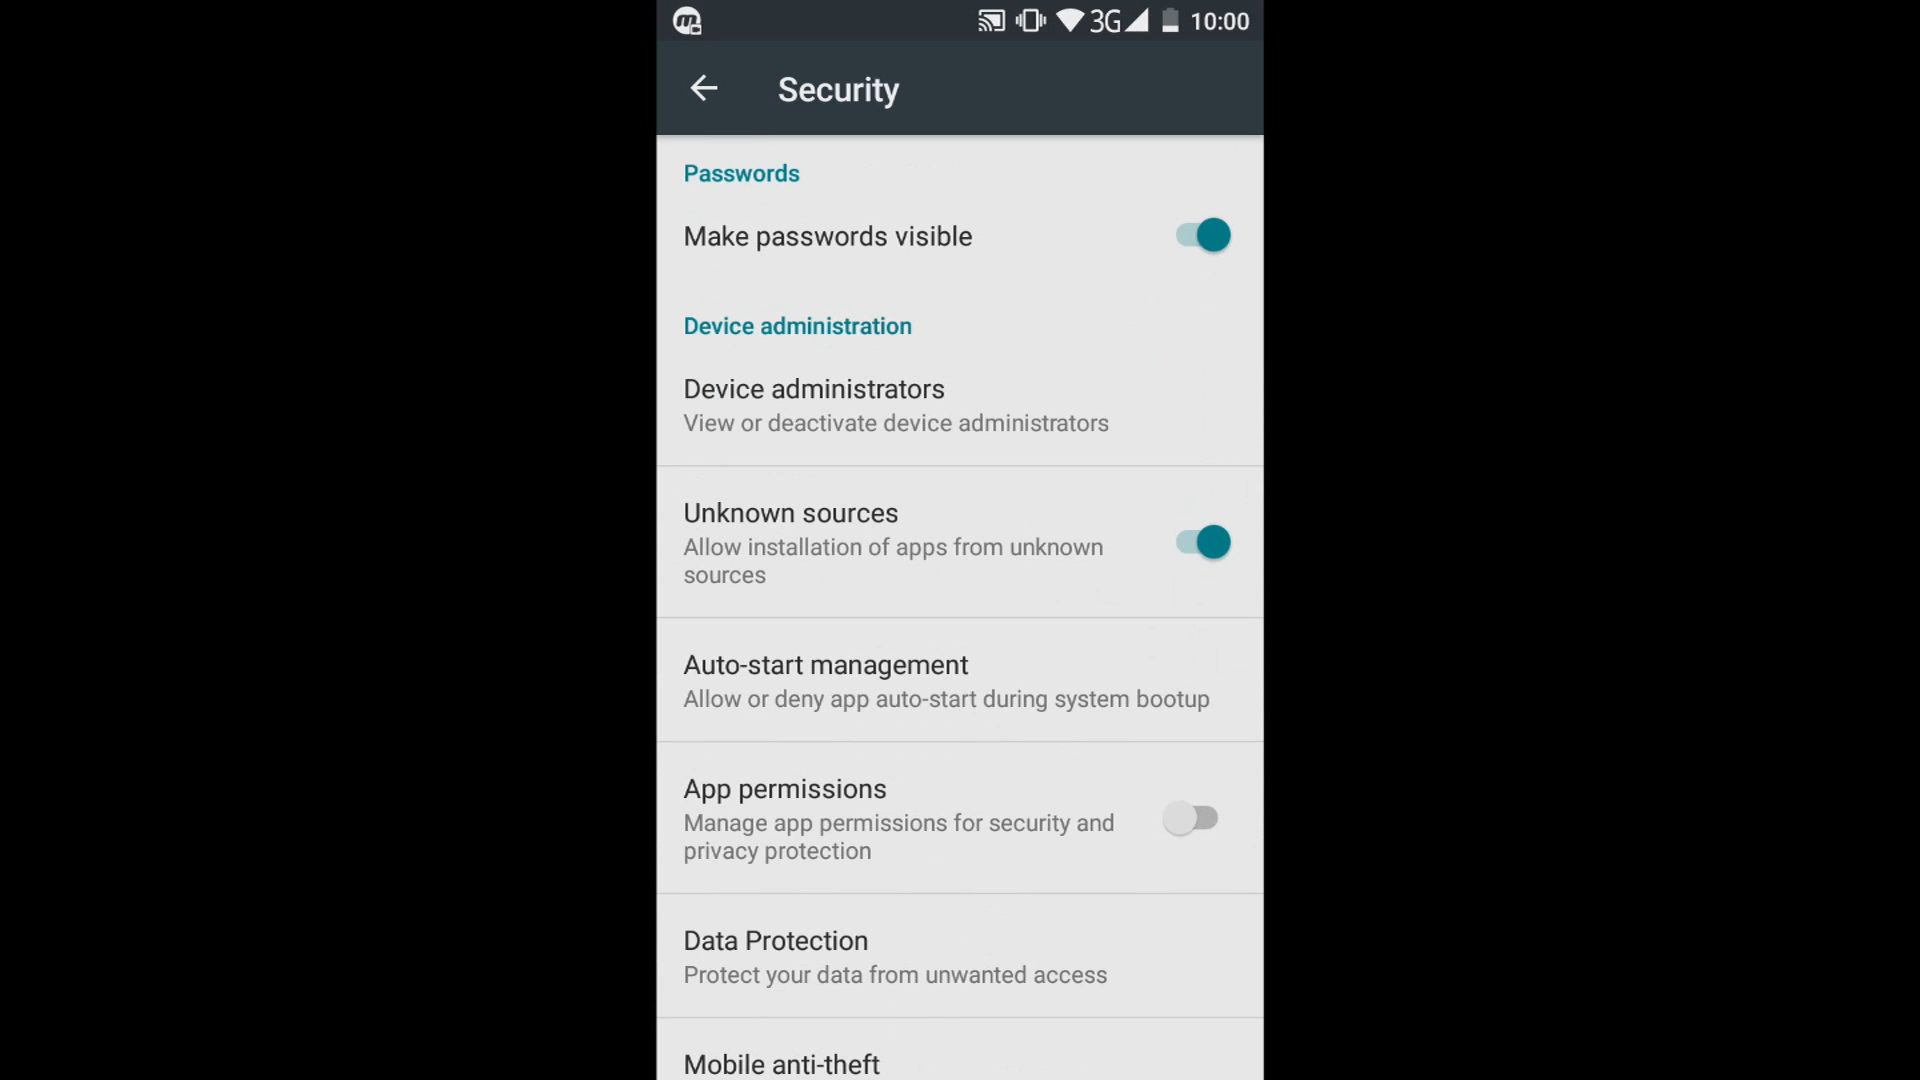 3G 10:00
Security
Passwords
Make passwords visible
Device administration
Device administrators
View or deactivate device administrators
Unknown sources
Allow installation of apps from unknown
sources
Auto-start management
Allow or deny app auto-start during system bootup
App permissions
Manage app permissions for security and
privacy protection
Data Protection
Protect your data from unwanted access
Mobile anti-theft